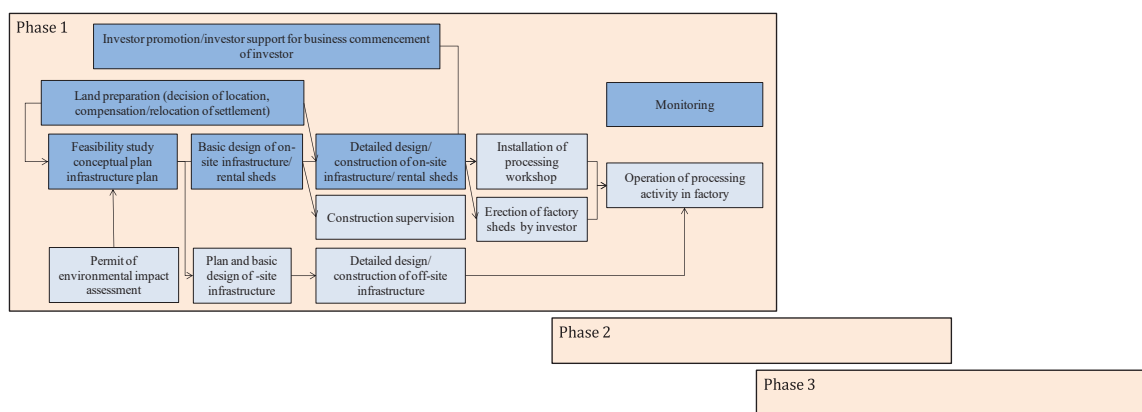 Phase 1
Investor promotion/investor support for business commencement
of investor
Land preparation (decision of location,
compensation/relocation of settlement)
Monitoring
Feasibility study
conceptual plan
infrastructure plan
Basic design of on-
site infrastructure/
rental sheds
Detailed design/
construction of on-site
infrastructure/ rental sheds
Installation of
processing
workshop
Operation of processing
activity in factory
Construction supervision
Erection of factory
sheds by investor
Permit of
environmental impact
assessment
Plan and basic
design of -site
infrastructure
Detailed design/
construction of off-site
infrastructure
Phase 2
Phase 3